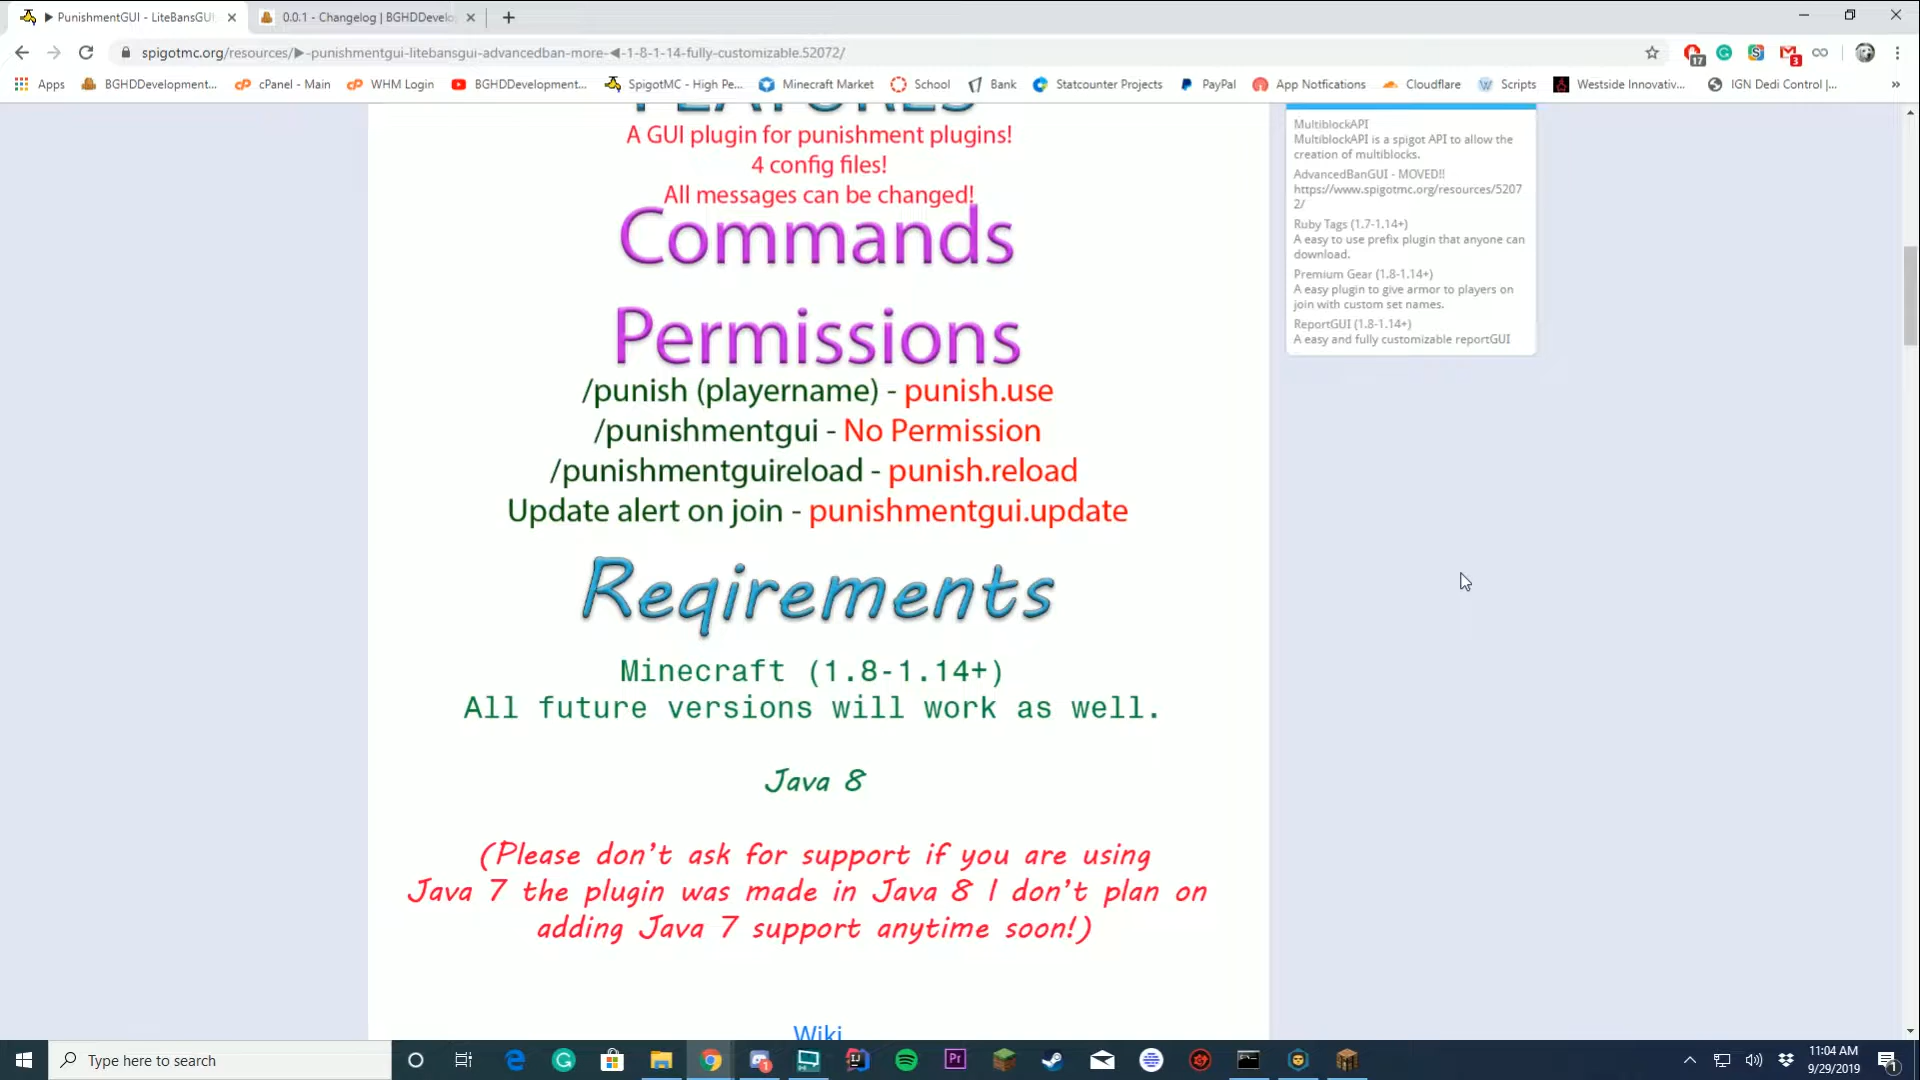 PunishmentGUI - LiteBansGUI
0.0.1 - Changelog | BGHDDevelo
spigotmc.org/resources/▶-punishmentgui-litebansgui-advancedban-more-◀-1-8-1-14-fully-customizable.52072/
17
3
Apps
BGHDDevelopment...
cPanel - Main
WHM Login
BGHDDevelopment...
SpigotMC - High Pe...
Minecraft Market
School
Bank
Statcounter Projects
PayPal
App Notfications
Cloudflare
Scripts
Westside Innovativ...
IGN Dedi Control |...
»
FEATURES
A GUI plugin for punishment plugins!
4 config files!
All messages can be changed!
Commands
Permissions
/punish (playername) - punish.use
/punishmentgui - No Permission
/punishmentguireload - punish.reload
Update alert on join - punishmentgui.update
Reqirements
Minecraft (1.8-1.14+)
All future versions will work as well.
Java 8
(Please don't ask for support if you are using
Java 7 the plugin was made in Java 8 I don't plan on
adding Java 7 support anytime soon!)
Wiki
MultiblockAPI
MultiblockAPI is a spigot API to allow the
creation of multiblocks.
AdvancedBanGUI - MOVED!!
https://www.spigotmc.org/resources/5207
2/
Ruby Tags (1.7-1.14+)
A easy to use prefix plugin that anyone can
download.
Premium Gear (1.8-1.14+)
A easy plugin to give armor to players on
join with custom set names.
ReportGUI (1.8-1.14+)
A easy and fully customizable reportGUI
Type here to search
11:04 AM
9/29/2019
1